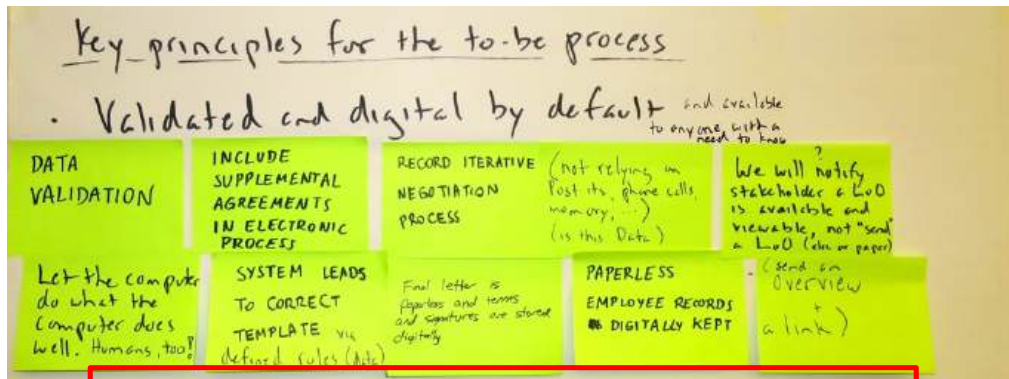 Key principles for the to-be process
· Validated and digital by default and available
to anyone with a
need to know
DATA
VALIDATION
INCLUDE
SUPPLEMENTAL
AGREEMENTS
IN ELECTRONIC
PROCESS
RECORD ITERATIVE
NEGOTIATION
PROCESS
(not relying on
Post its, phone calls,
memory, ...)
(is this Data)
?
We will notify
stakeholder a LoO
is available and
viewable, not "send"
a LoO (elec or paper)
Let the computer
do what the
computer does
well. Humans, too!
SYSTEM LEADS
TO CORRECT
TEMPLATE via
defined rules (data)
Final letter is
paperless and terms
and signatures are stored
digitally
PAPERLESS
EMPLOYEE RECORDS
DIGITALLY KEPT
(send an
overview
+
a link)